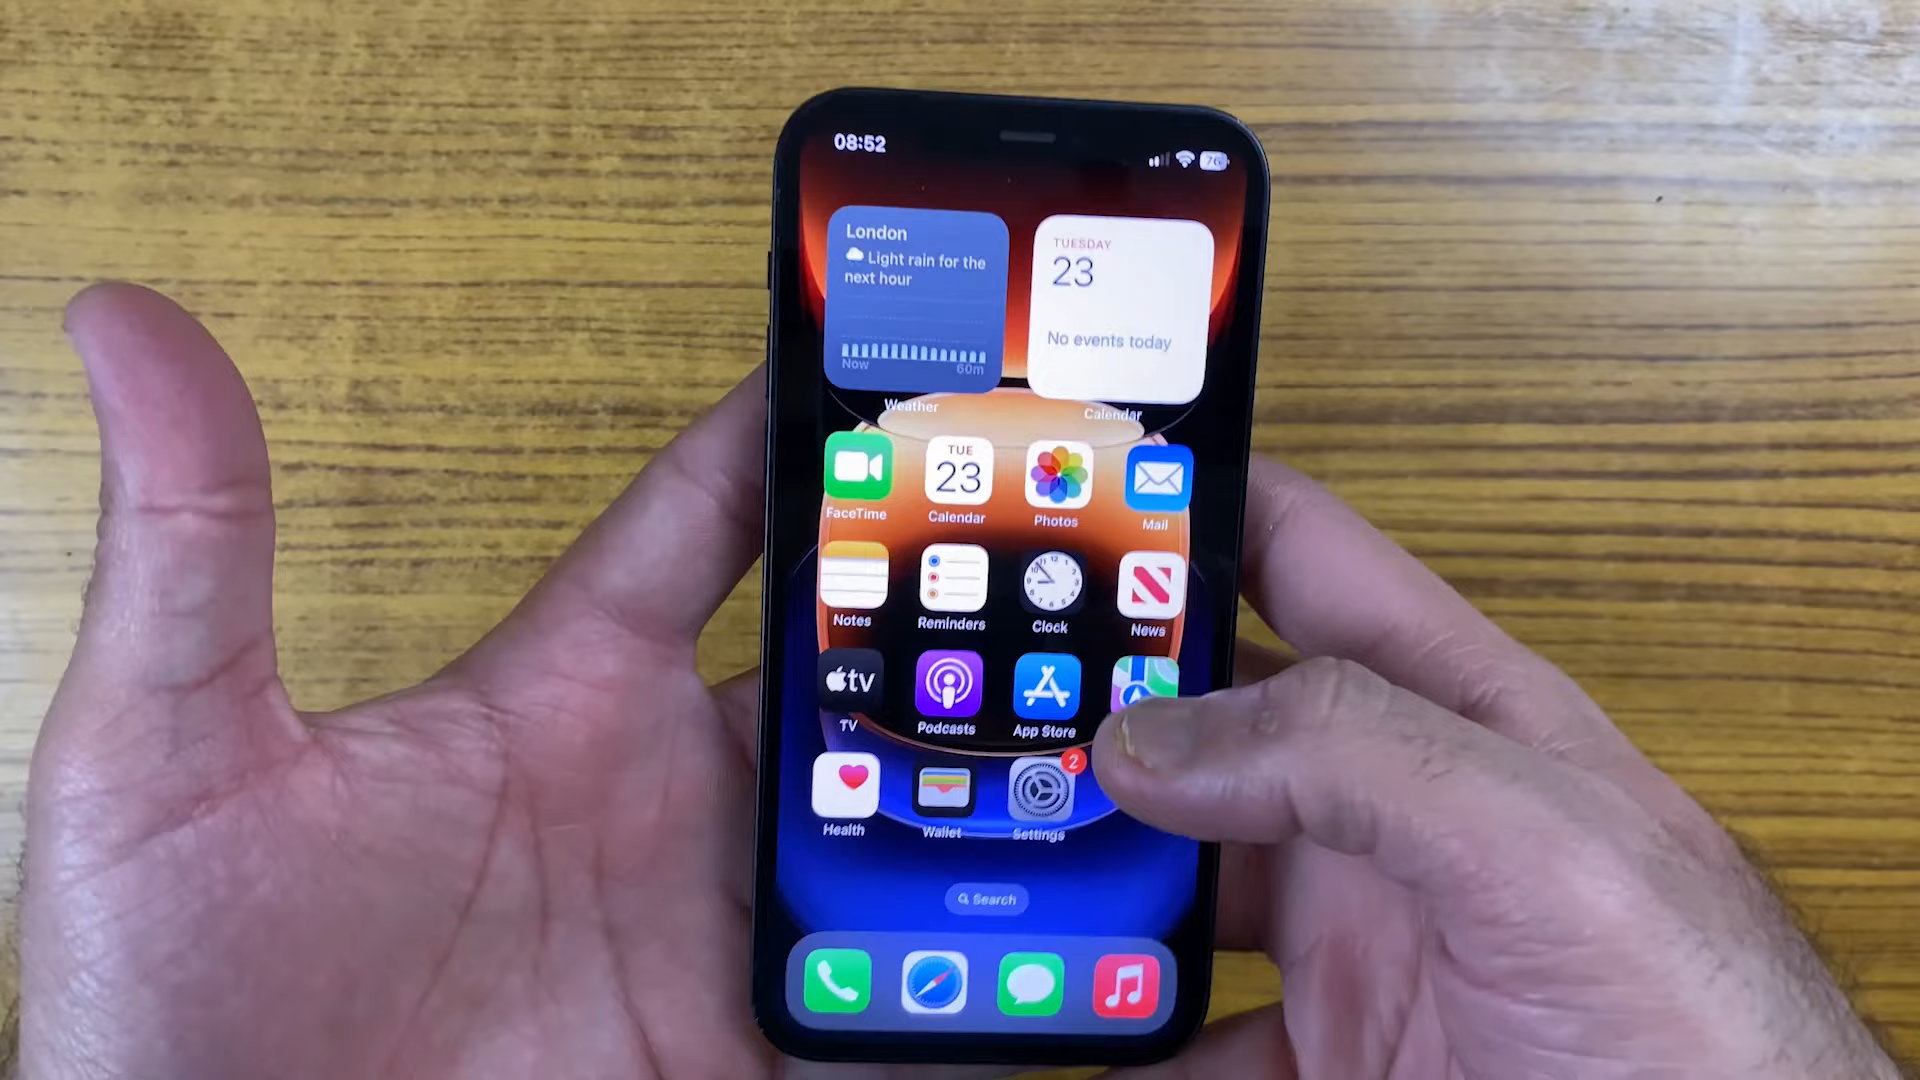 08:52
76
London
Light rain for the
next hour
Now
60m
Weather
TUESDAY
23
No events today
Calendar
TUE
23
FaceTime
Calendar
Photos
Mail
Notes
Reminders
Clock
News
tv
TV
Podcasts
App Store
2
Health
Wallet
Settings
Search